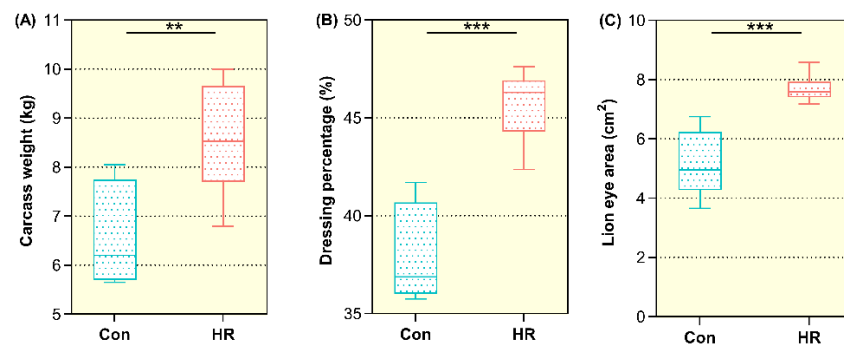 (A)
Carcass weight (kg)
11
10
9
8
7
6
5
**
Con HR
(B)
Dressing percentage (%)
50
45
40
35
***
Con HR
(C)
Lion eye area (cm²)
10
8
6
4
2
0
***
Con HR